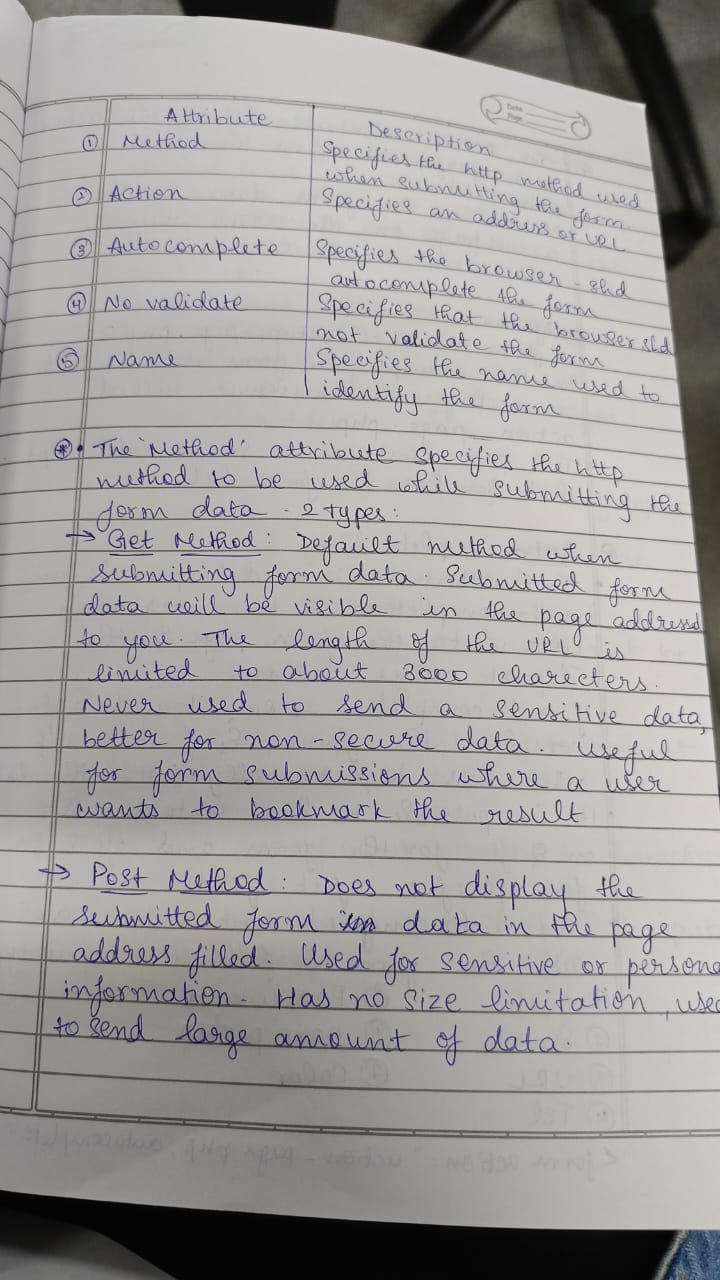 Date
Page
Attribute Description
① Method Specifies the http method used
when submitting the form
② Action Specifies an address or URL
③ Autocomplete Specifies the browser shd
autocomplete the form
④ No validate Specifies that the browser shd
not validate the form
⑤ Name Specifies the name used to
identify the form
* • The 'Method' attribute specifies the http
method to be used while submitting the
form data. 2 types:
→ Get Method: Default method when
submitting form data. Submitted form
data will be visible in the page addressd
to you. The length of the URL is
limited to about 3000 charecters.
Never used to send a sensitive data,
better for non-secure data. Useful
for form submissions where a user
wants to bookmark the result
→ Post Method: Does not display the
submitted form data in the page
address filled. Used for sensitive or persona
information. Has no size limitation, used
to send large amount of data.